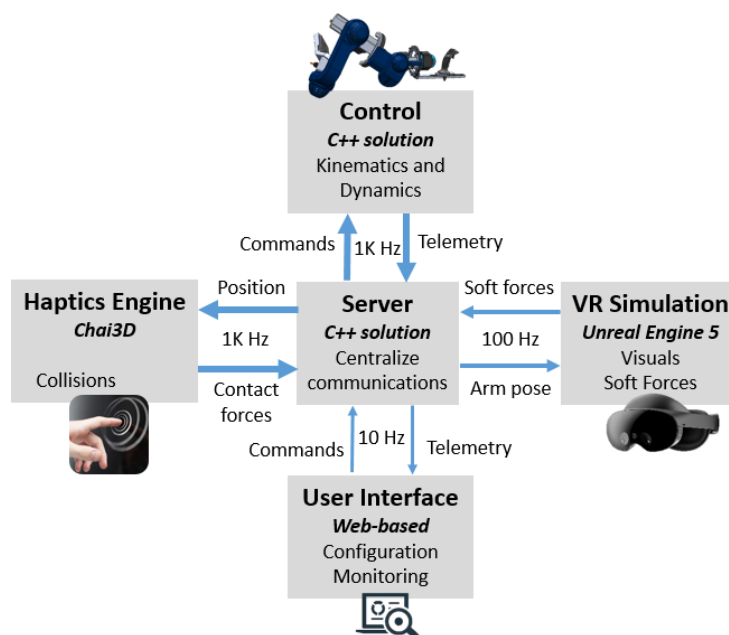 Control
C++ solution
Kinematics and
Dynamics
Commands
1K Hz
Telemetry
Haptics Engine
Chai3D
Collisions
Position
1K Hz
Contact
forces
Server
C++ solution
Centralize
communications
Soft forces
100 Hz
Arm pose
VR Simulation
Unreal Engine 5
Visuals
Soft Forces
Commands
10 Hz
Telemetry
User Interface
Web-based
Configuration
Monitoring